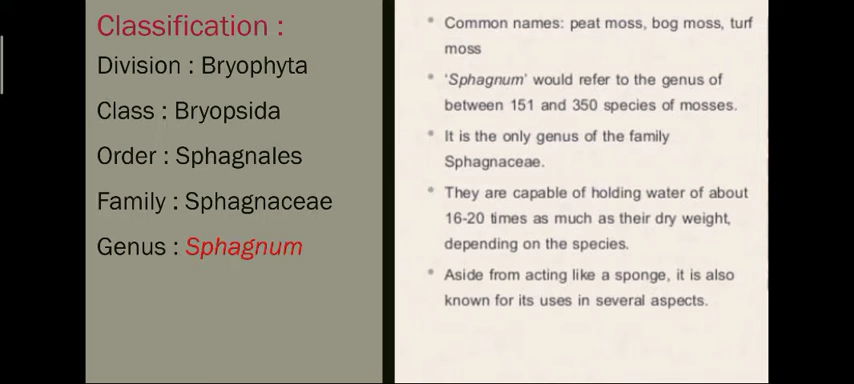 Classification :
Division : Bryophyta
Class : Bryopsida
Order : Sphagnales
Family : Sphagnaceae
Genus : Sphagnum
• Common names: peat moss, bog moss, turf
moss
• ‘Sphagnum’ would refer to the genus of
between 151 and 350 species of mosses.
• It is the only genus of the family
Sphagnaceae.
• They are capable of holding water of about
16-20 times as much as their dry weight,
depending on the species.
• Aside from acting like a sponge, it is also
known for its uses in several aspects.